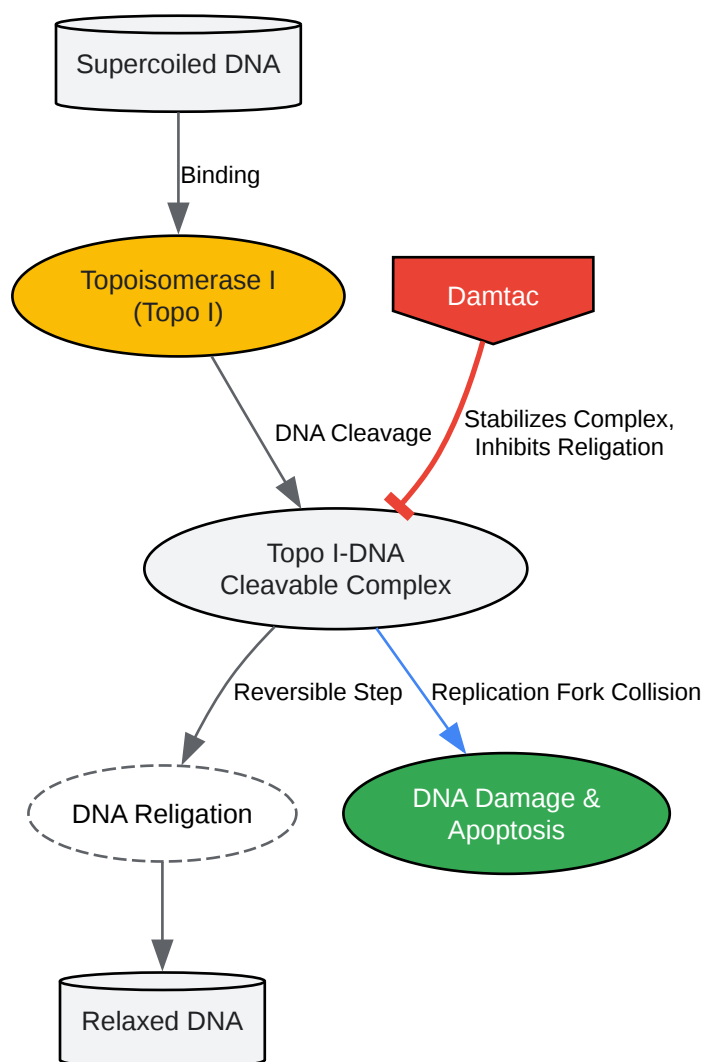 Supercoiled DNA
Binding
Topoisomerase I
(Topo I)
Damtac
DNA Cleavage
Stabilizes Complex,
Inhibits Religation
Topo I-DNA
Cleavable Complex
Reversible Step
Replication Fork Collision
DNA Religation
DNA Damage &
Apoptosis
Relaxed DNA